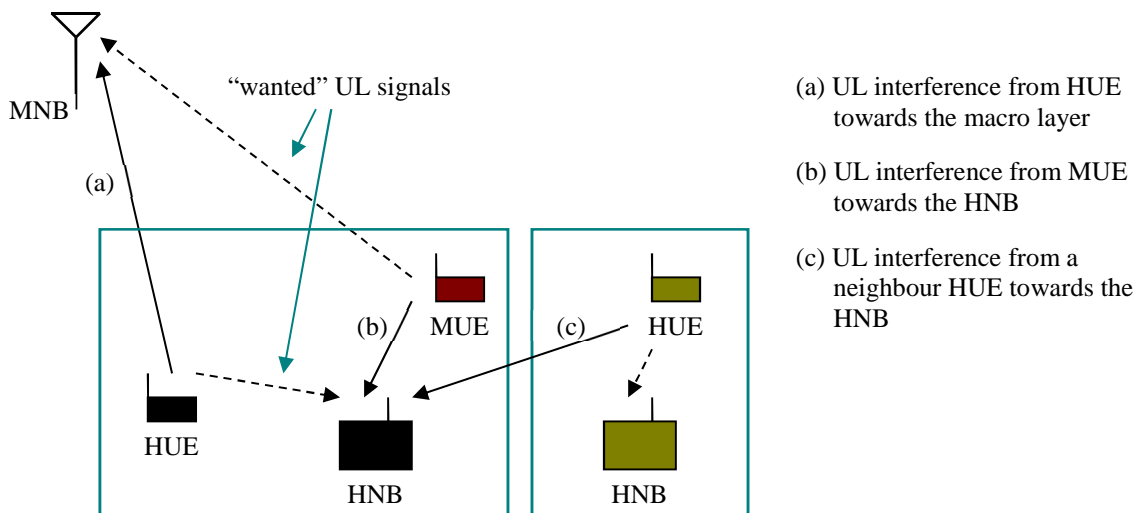 “wanted” UL signals
MNB
(a)
(b)
MUE
(c)
HUE
HUE
HNB
HNB
(a) UL interference from HUE
towards the macro layer
(b) UL interference from MUE
towards the HNB
(c) UL interference from a
neighbour HUE towards the
HNB